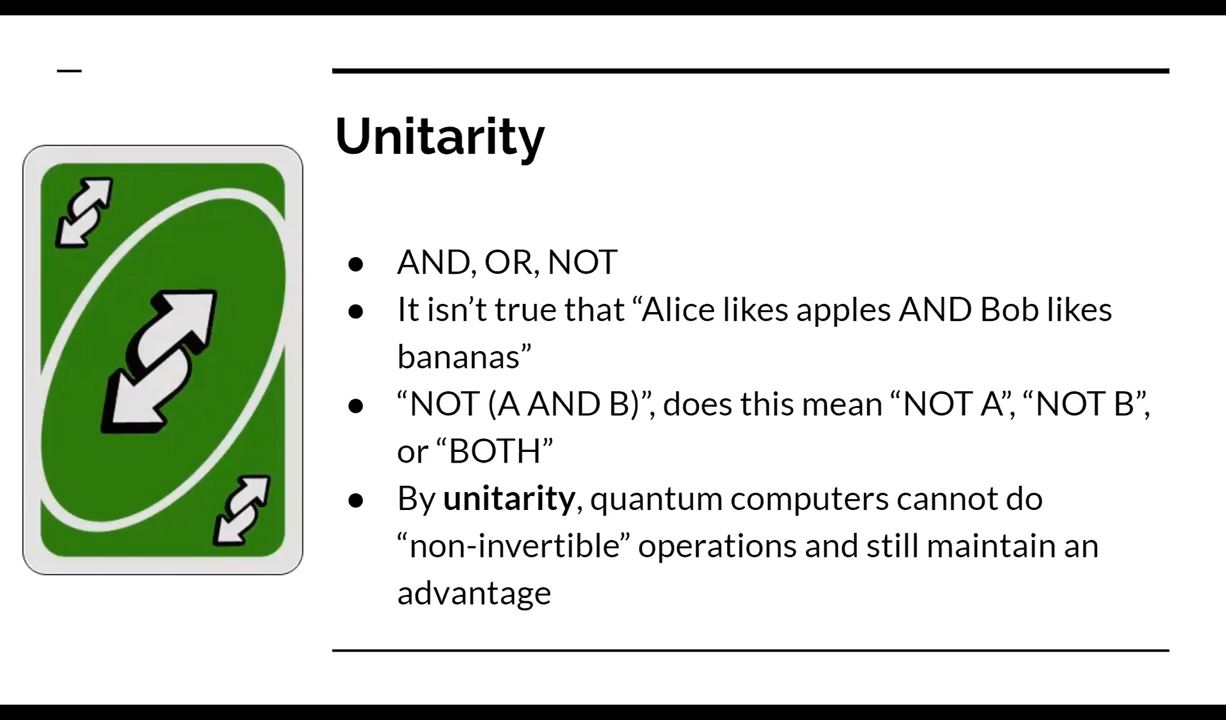 Unitarity
● AND, OR, NOT
● It isn’t true that “Alice likes apples AND Bob likes
bananas”
● “NOT (A AND B)”, does this mean “NOT A”, “NOT B”,
or “BOTH”
● By unitarity, quantum computers cannot do
“non-invertible” operations and still maintain an
advantage